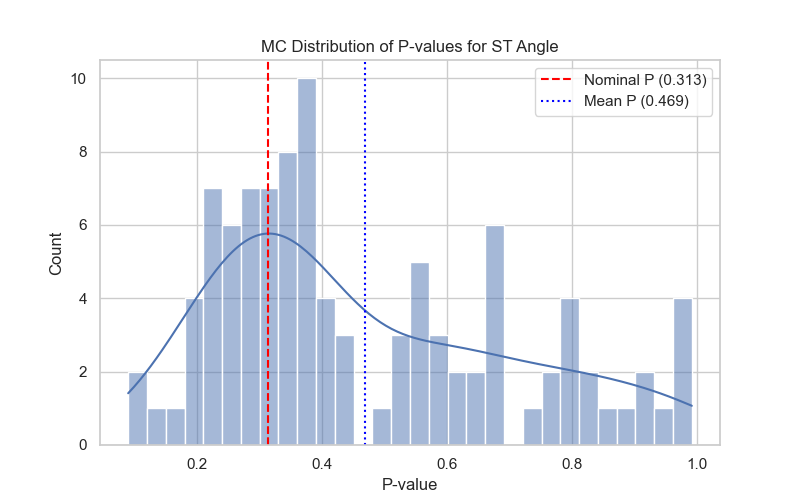 MC Distribution of P-values for ST Angle
Nominal P (0.313)
Mean P (0.469)
10
8
6
4
2
0
Count
0.2 0.4 0.6 0.8 1.0
P-value